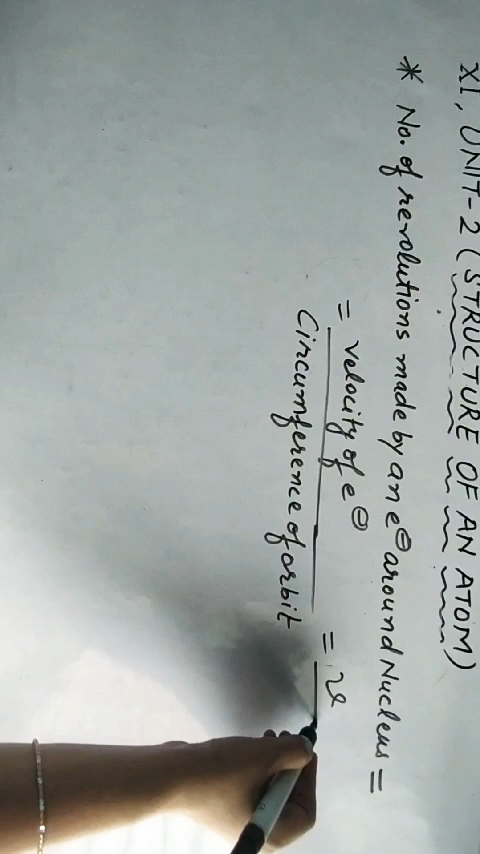 XI, UNIT-2 (STRUCTURE OF AN ATOM)
* No. of revolutions made by an e⊖ around Nucleus =
= velocity of e⊖ / Circumference of orbit = v